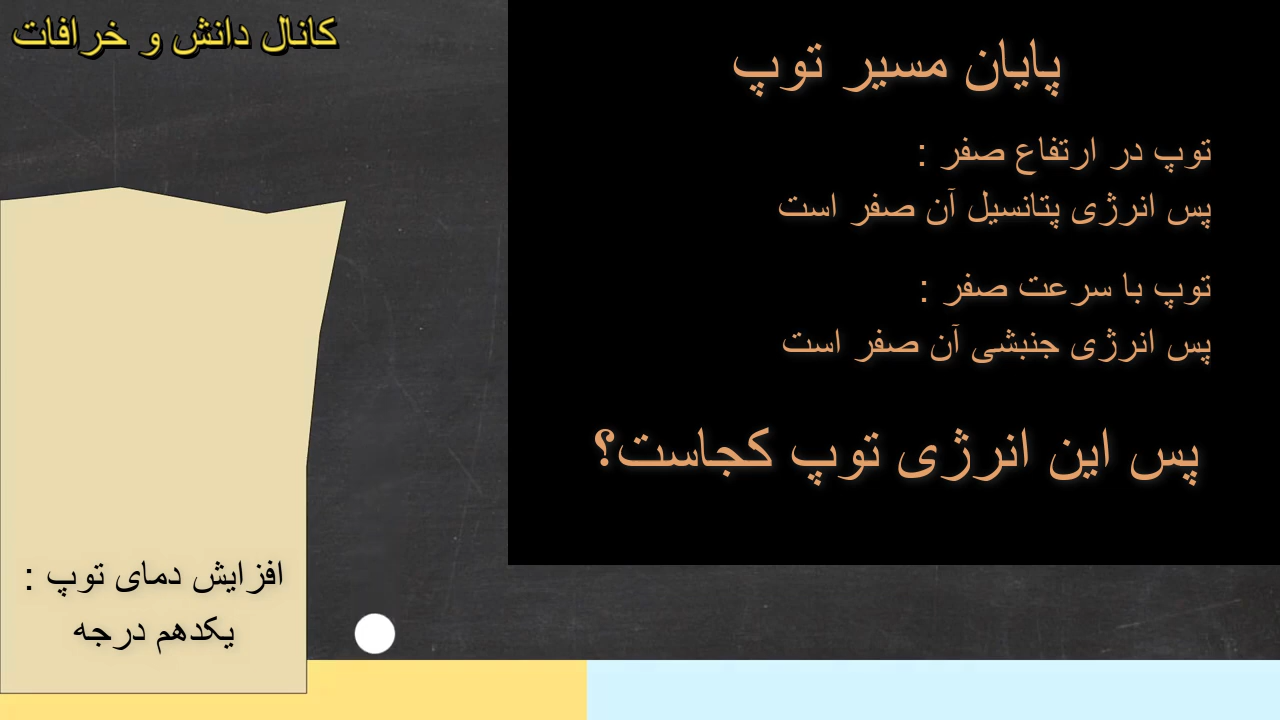 کانال دانش و خرافات
پایان مسیر توپ
توپ در ارتفاع صفر :
پس انرژی پتانسیل آن صفر است
توپ با سرعت صفر :
پس انرژی جنبشی آن صفر است
پس این انرژی توپ کجاست؟
افزایش دمای توپ :
یکدهم درجه